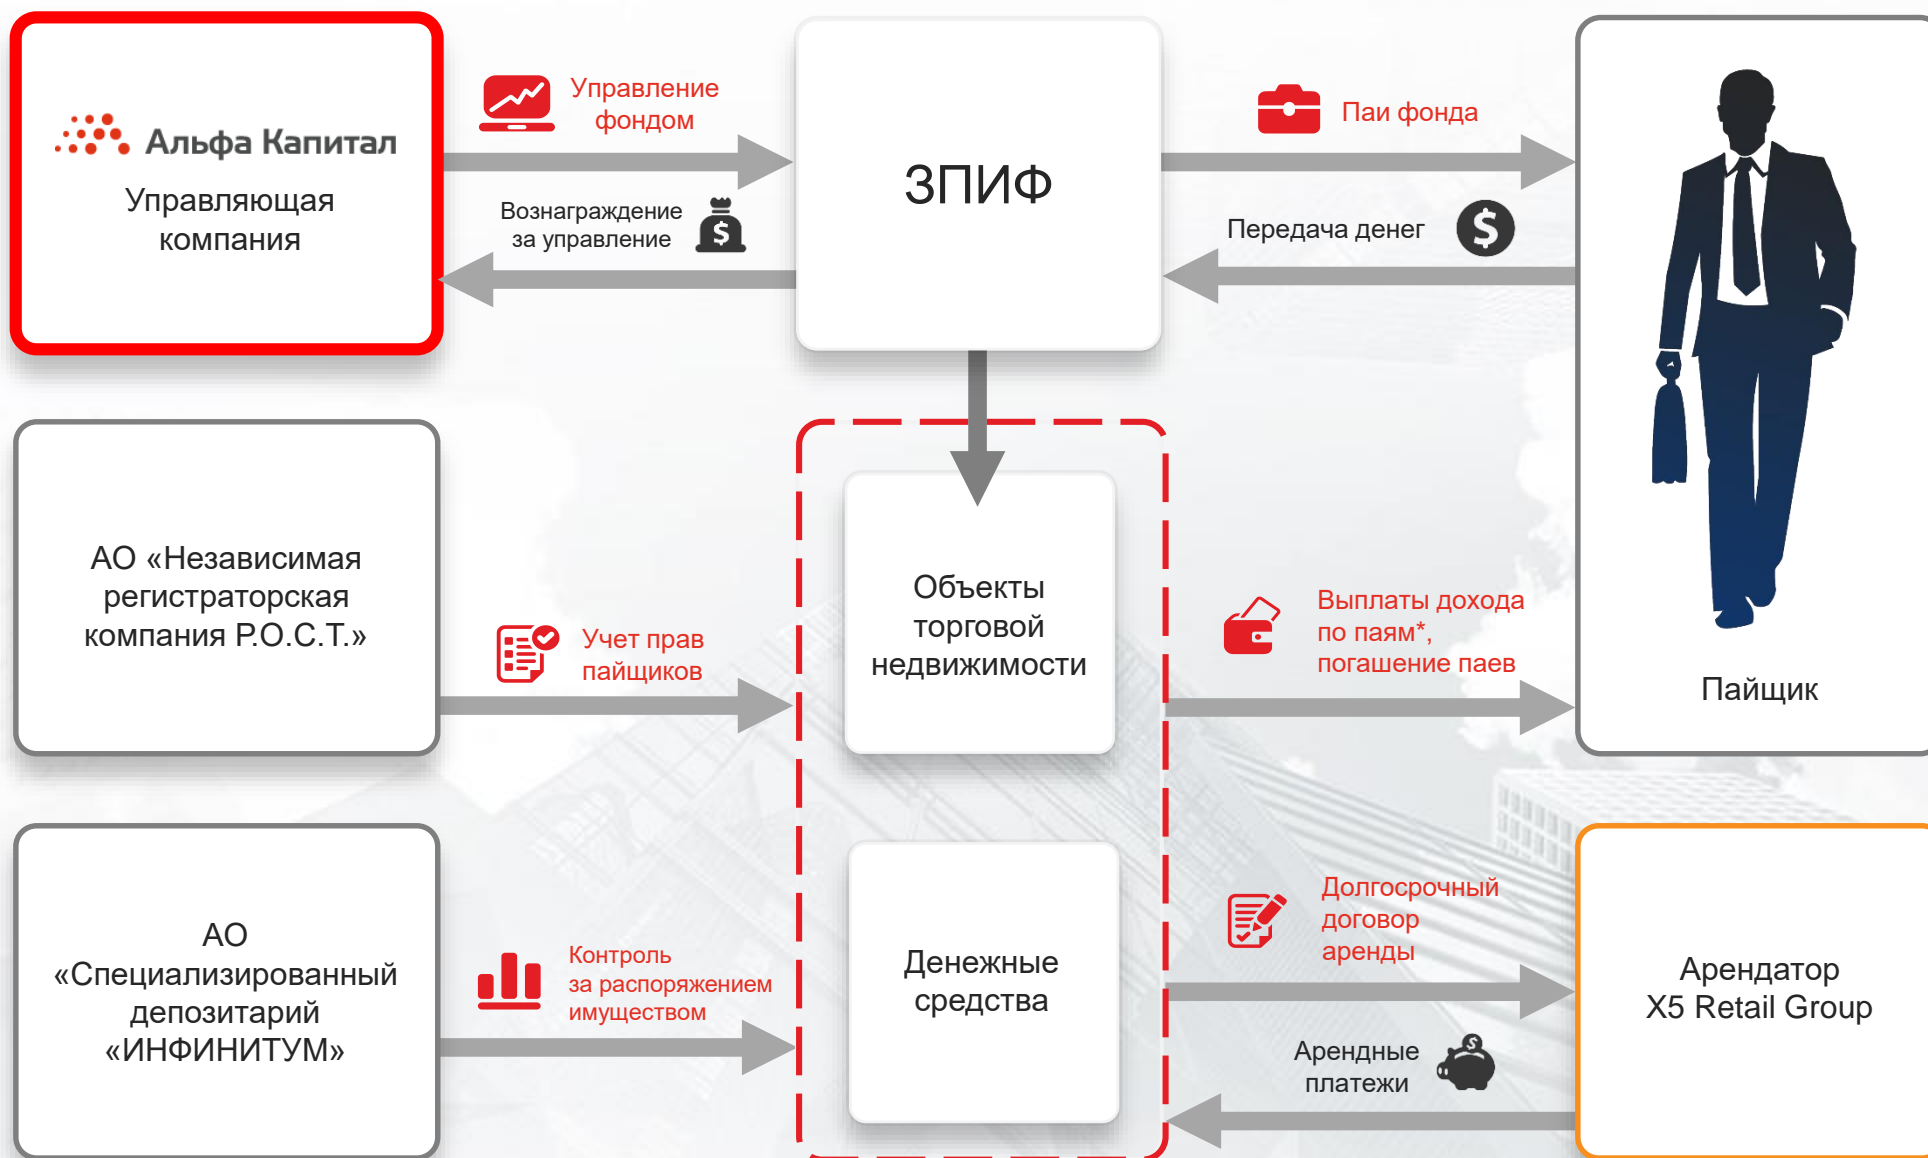 Альфа Капитал
Управляющая
компания
Управление
фондом
Вознаграждение
за управление
ЗПИФ
Паи фонда
Передача денег
Пайщик
АО «Независимая
регистраторская
компания Р.О.С.Т.»
Учет прав
пайщиков
Объекты
торговой
недвижимости
Выплаты дохода
по паям*,
погашение паев
АО
«Специализированный
депозитарий
«ИНФИНИТУМ»
Контроль
за распоряжением
имуществом
Денежные
средства
Долгосрочный
договор
аренды
Арендные
платежи
Арендатор
X5 Retail Group